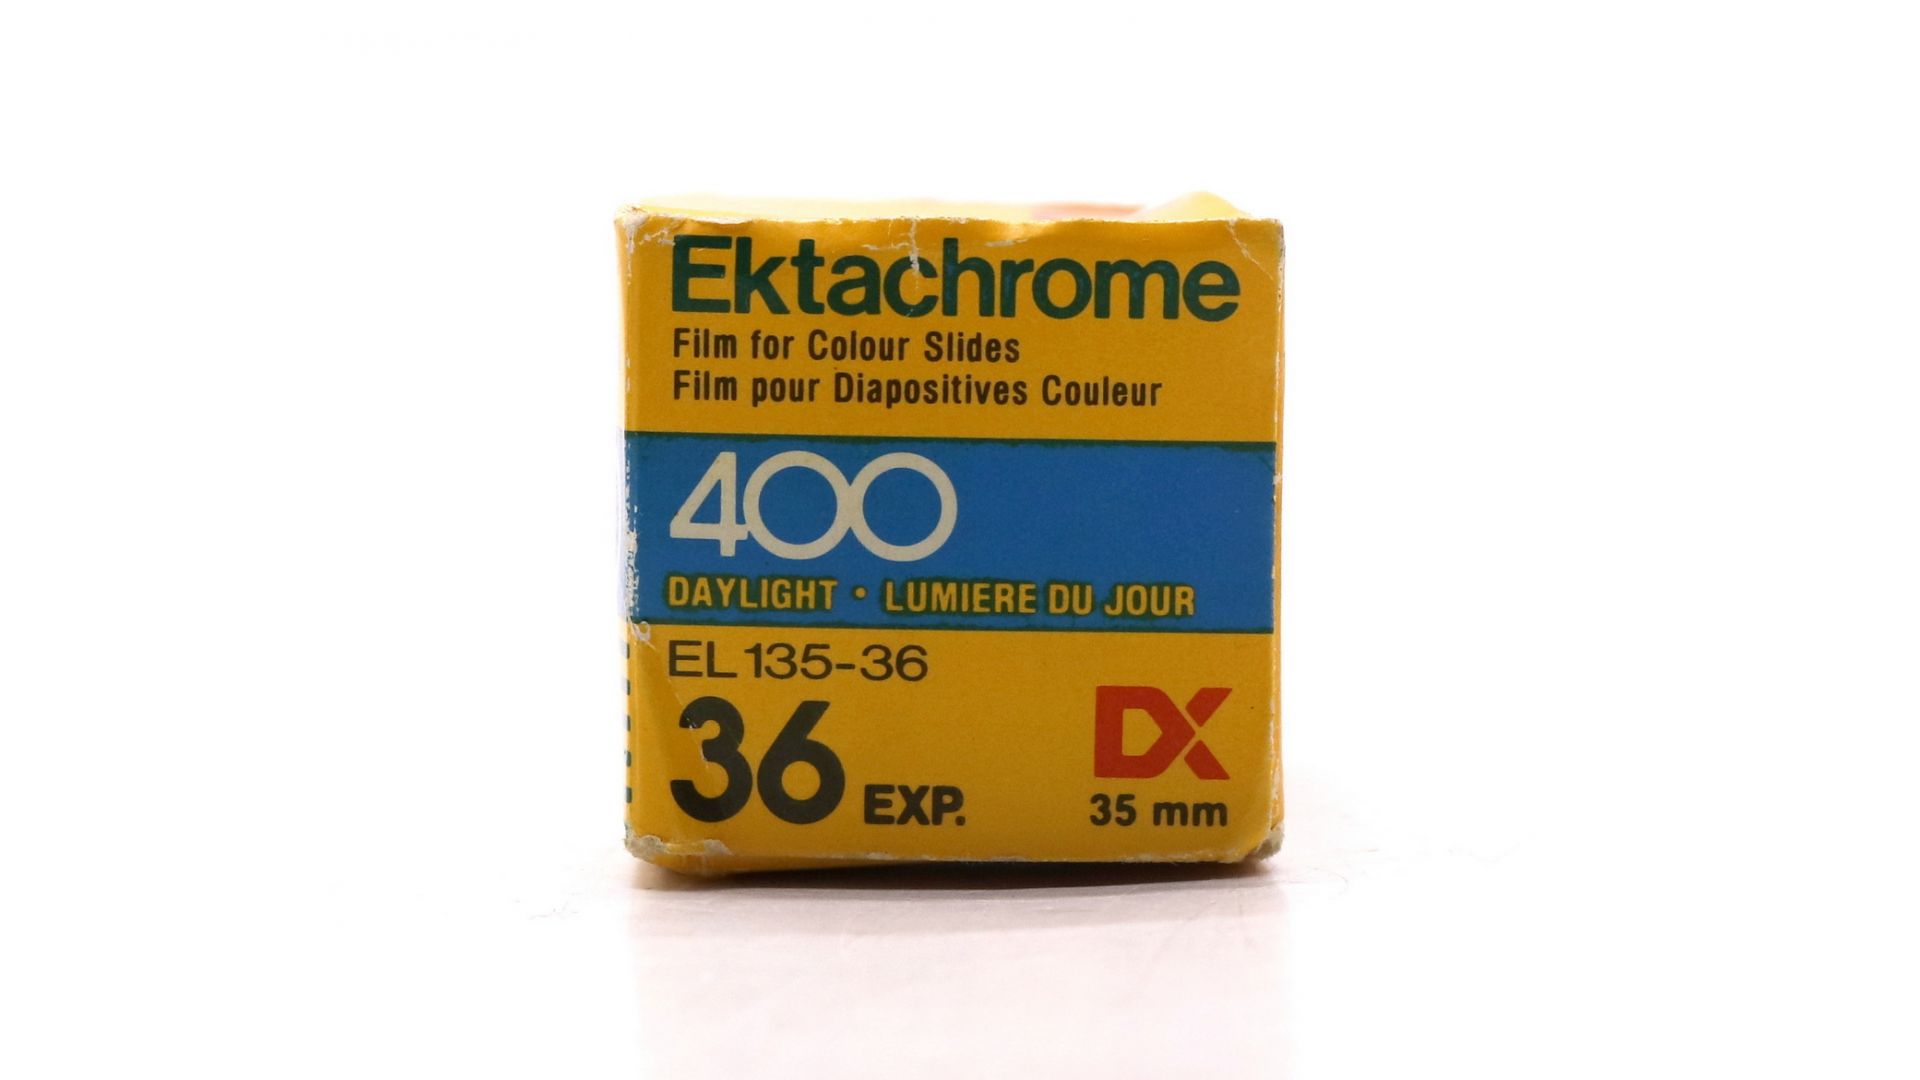 Ektachrome
Film for Colour Slides
Film pour Diapositives Couleur
400
DAYLIGHT · LUMIERE DU JOUR
EL 135-36
36 EXP.
DX
35 mm